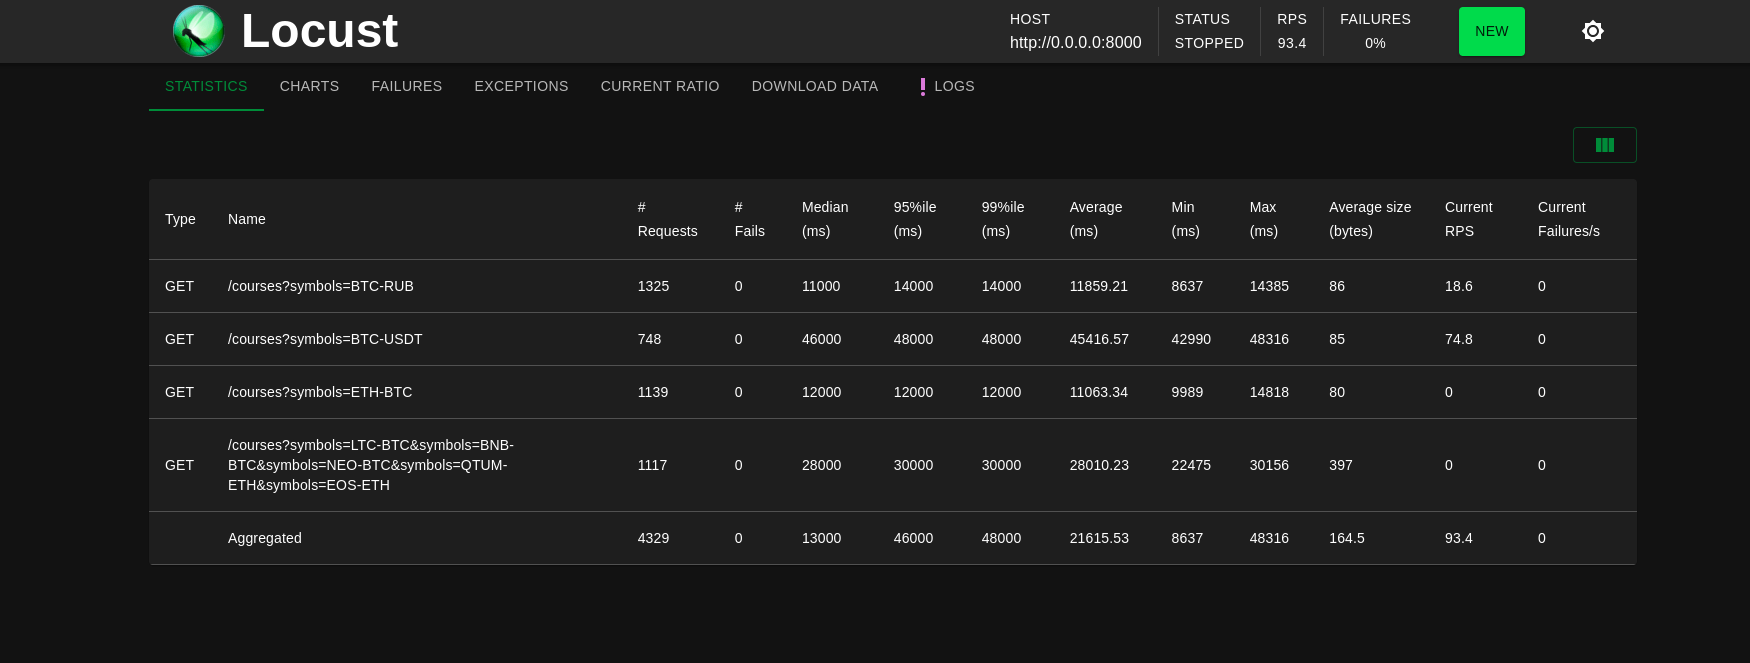 Locust
HOST
http://0.0.0.0:8000
STATUS
STOPPED
RPS
93.4
FAILURES
0%
NEW
STATISTICS CHARTS FAILURES EXCEPTIONS CURRENT RATIO DOWNLOAD DATA ❗ LOGS
Type Name # Requests # Fails Median (ms) 95%ile (ms) 99%ile (ms) Average (ms) Min (ms) Max (ms) Average size (bytes) Current RPS Current Failures/s
GET /courses?symbols=BTC-RUB 1325 0 11000 14000 14000 11859.21 8637 14385 86 18.6 0
GET /courses?symbols=BTC-USDT 748 0 46000 48000 48000 45416.57 42990 48316 85 74.8 0
GET /courses?symbols=ETH-BTC 1139 0 12000 12000 12000 11063.34 9989 14818 80 0 0
GET /courses?symbols=LTC-BTC&symbols=BNB-
BTC&symbols=NEO-BTC&symbols=QTUM-
ETH&symbols=EOS-ETH 1117 0 28000 30000 30000 28010.23 22475 30156 397 0 0
Aggregated 4329 0 13000 46000 48000 21615.53 8637 48316 164.5 93.4 0